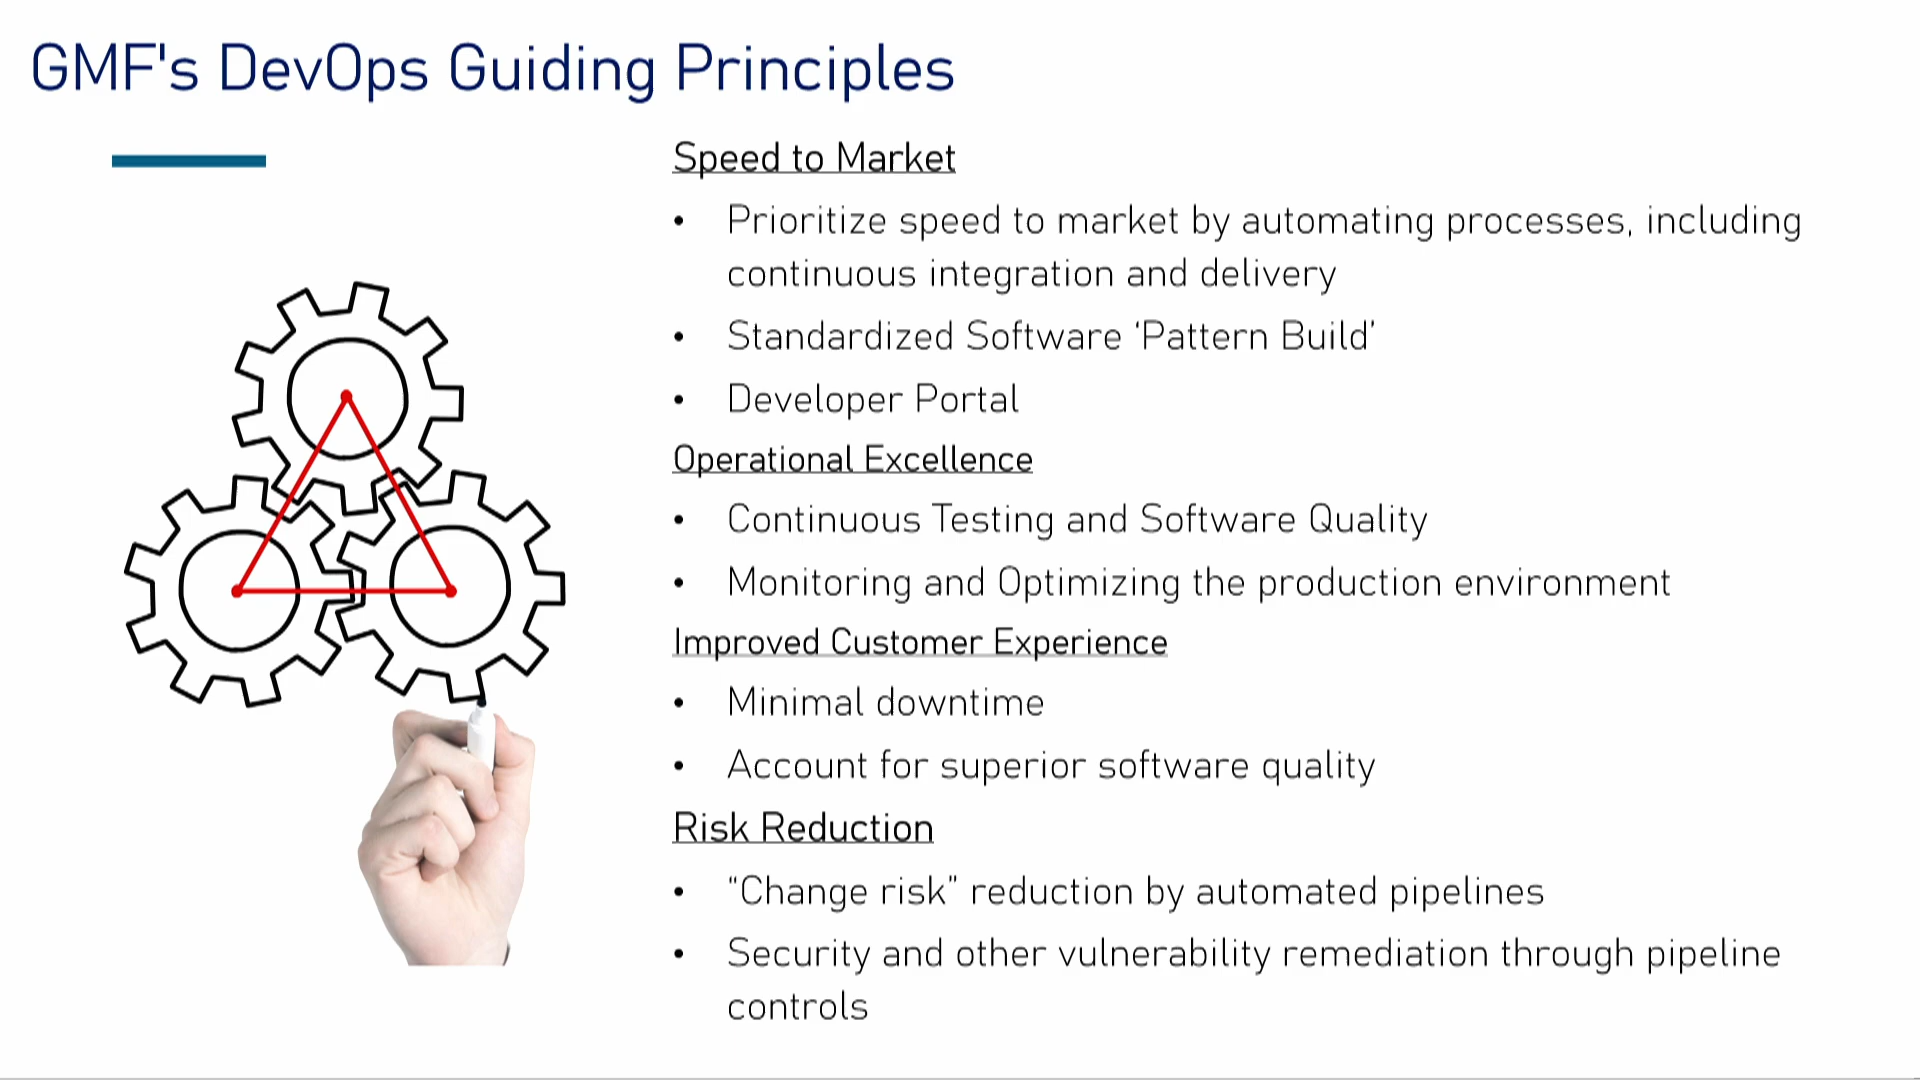 GMF's DevOps Guiding Principles
Speed to Market
• Prioritize speed to market by automating processes, including
continuous integration and delivery
• Standardized Software ‘Pattern Build’
• Developer Portal
Operational Excellence
• Continuous Testing and Software Quality
• Monitoring and Optimizing the production environment
Improved Customer Experience
• Minimal downtime
• Account for superior software quality
Risk Reduction
• “Change risk” reduction by automated pipelines
• Security and other vulnerability remediation through pipeline
controls